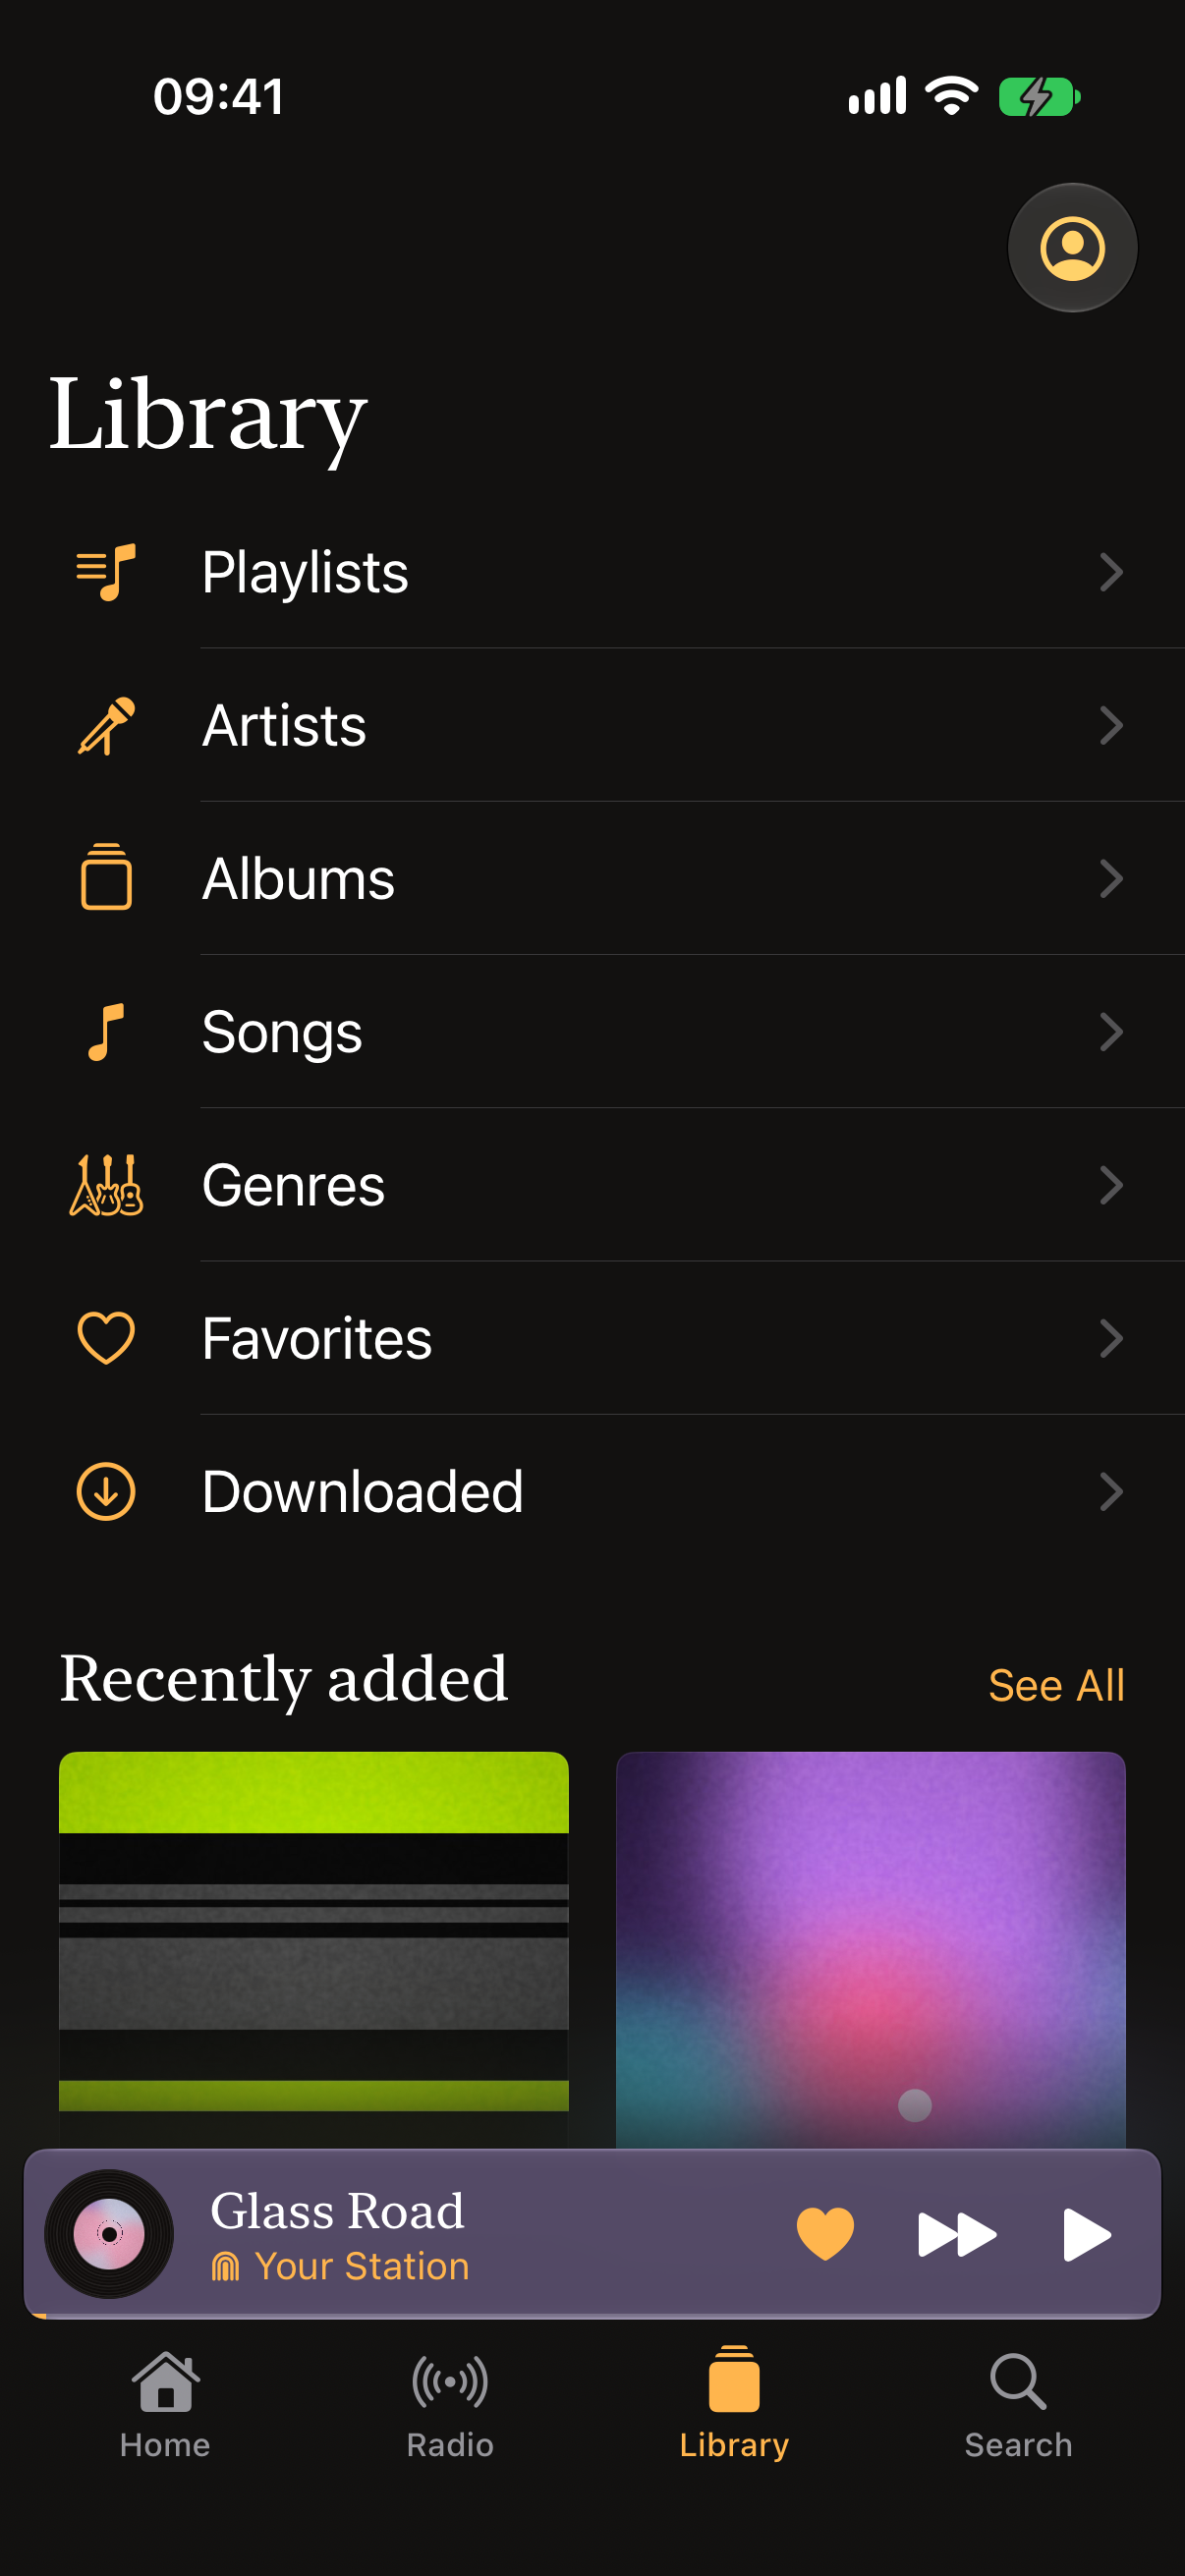 09:41
Library
Playlists
Artists
Albums
Songs
Genres
Favorites
Downloaded
Recently added
See All
Glass Road
Your Station
Home
Radio
Library
Search